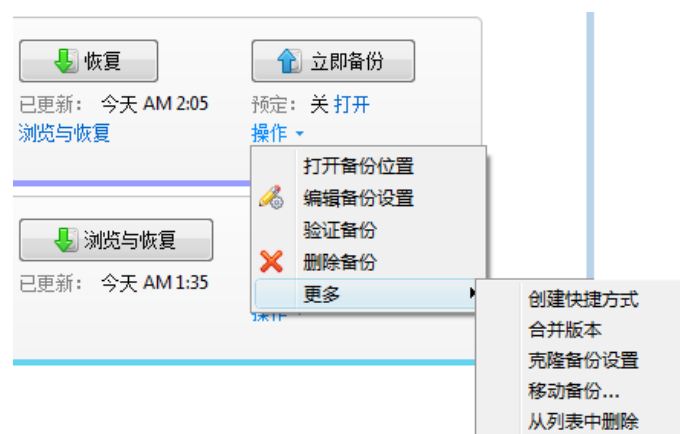 恢复
立即备份
已更新： 今天 AM 2:05
预定： 关 打开
浏览与恢复
操作
打开备份位置
编辑备份设置
验证备份
删除备份
更多
浏览与恢复
已更新： 今天 AM 1:35
操作
创建快捷方式
合并版本
克隆备份设置
移动备份...
从列表中删除